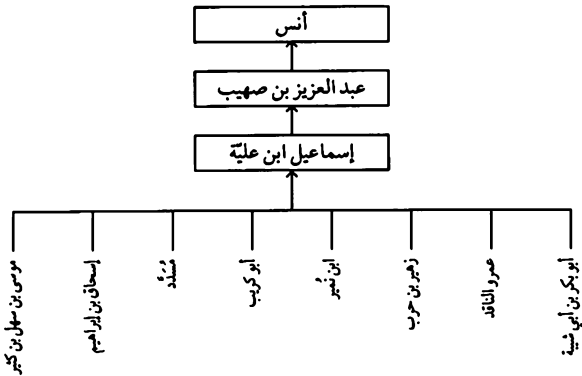 أنس
عبد العزيز بن صهيب
إسماعيل ابن عليّة
أبو بكر بن أبي شيبة
عمرو الناقد
زهير بن حرب
ابن نُمير
أبو كريب
مُسَدَّد
إسحاق بن إبراهيم
موسى بن سهل بن كثير